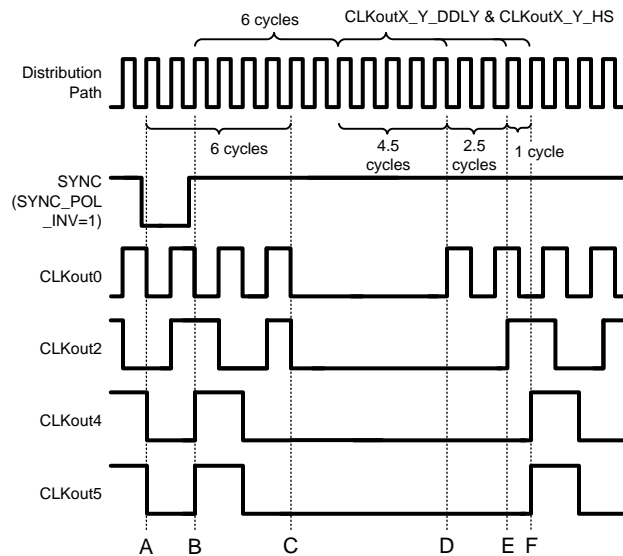 6 cycles
CLKoutX_Y_DDLY & CLKoutX_Y_HS
Distribution
Path
6 cycles
4.5
cycles
2.5
cycles
1 cycle
SYNC
(SYNC_POL
_INV=1)
CLKout0
CLKout2
CLKout4
CLKout5
A B C D E F